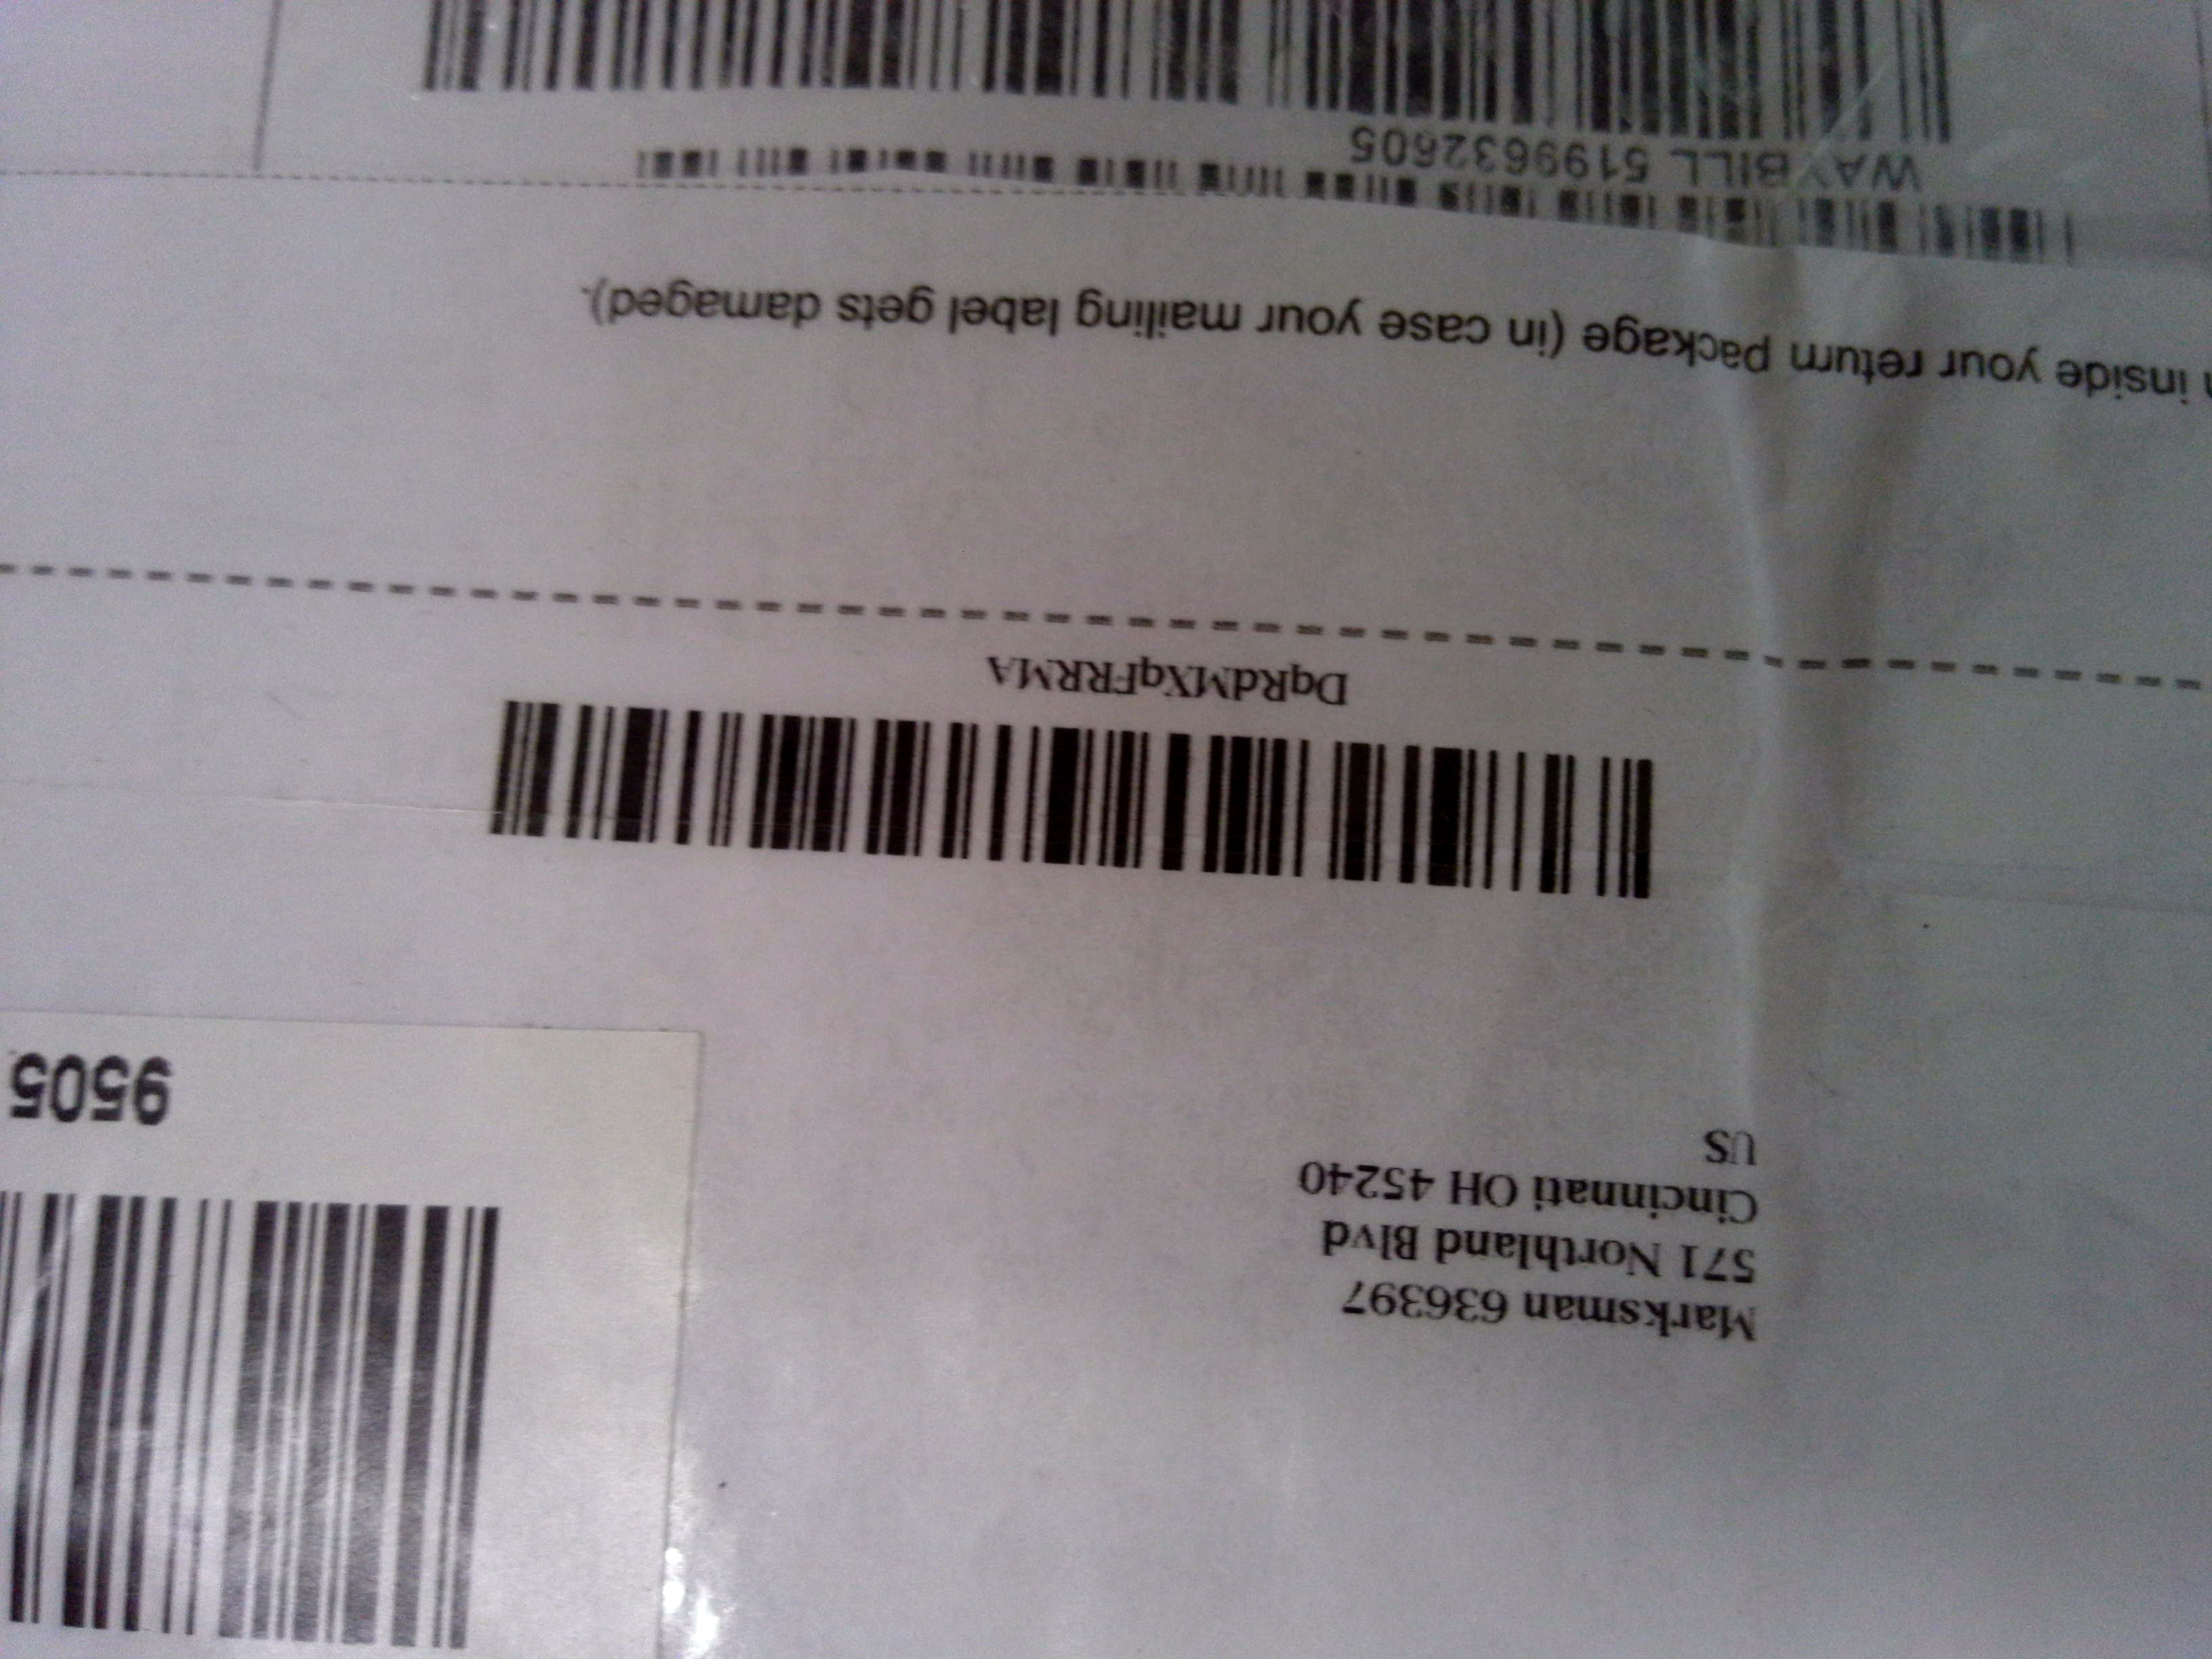 Marksman 636397
571 Northland Blvd
Cincinnati OH 45240
US
9505
DqRdMXqFRRMA
inside your return package (in case your mailing label gets damaged).
WAYBILL 5199632605